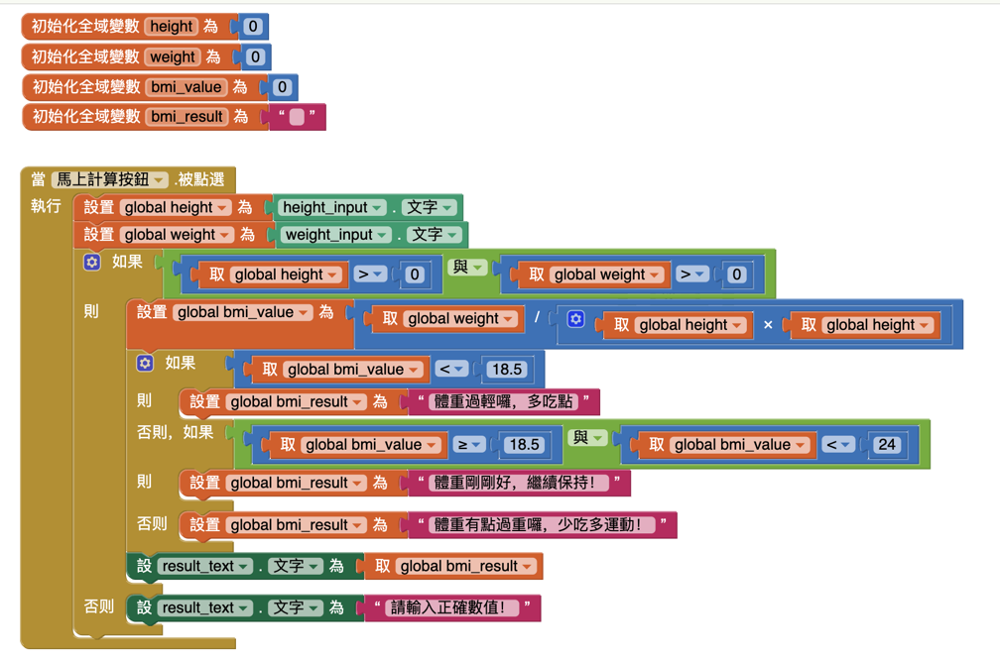 初始化全域變數 height 為 0
初始化全域變數 weight 為 0
初始化全域變數 bmi_value 為 0
初始化全域變數 bmi_result 為 “ ”
當 馬上計算按鈕 .被點選
執行 設置 global height 為 height_input . 文字
設置 global weight 為 weight_input . 文字
如果 取 global height > 0 與 取 global weight > 0
則 設置 global bmi_value 為 取 global weight / 取 global height × 取 global height
如果 取 global bmi_value < 18.5
則 設置 global bmi_result 為 “ 體重過輕囉，多吃點 ”
否則，如果 取 global bmi_value ≥ 18.5 與 取 global bmi_value < 24
則 設置 global bmi_result 為 “ 體重剛剛好，繼續保持！ ”
否則 設置 global bmi_result 為 “ 體重有點過重囉，少吃多運動！ ”
設 result_text . 文字 為 取 global bmi_result
否則 設 result_text . 文字 為 “ 請輸入正確數值！ ”